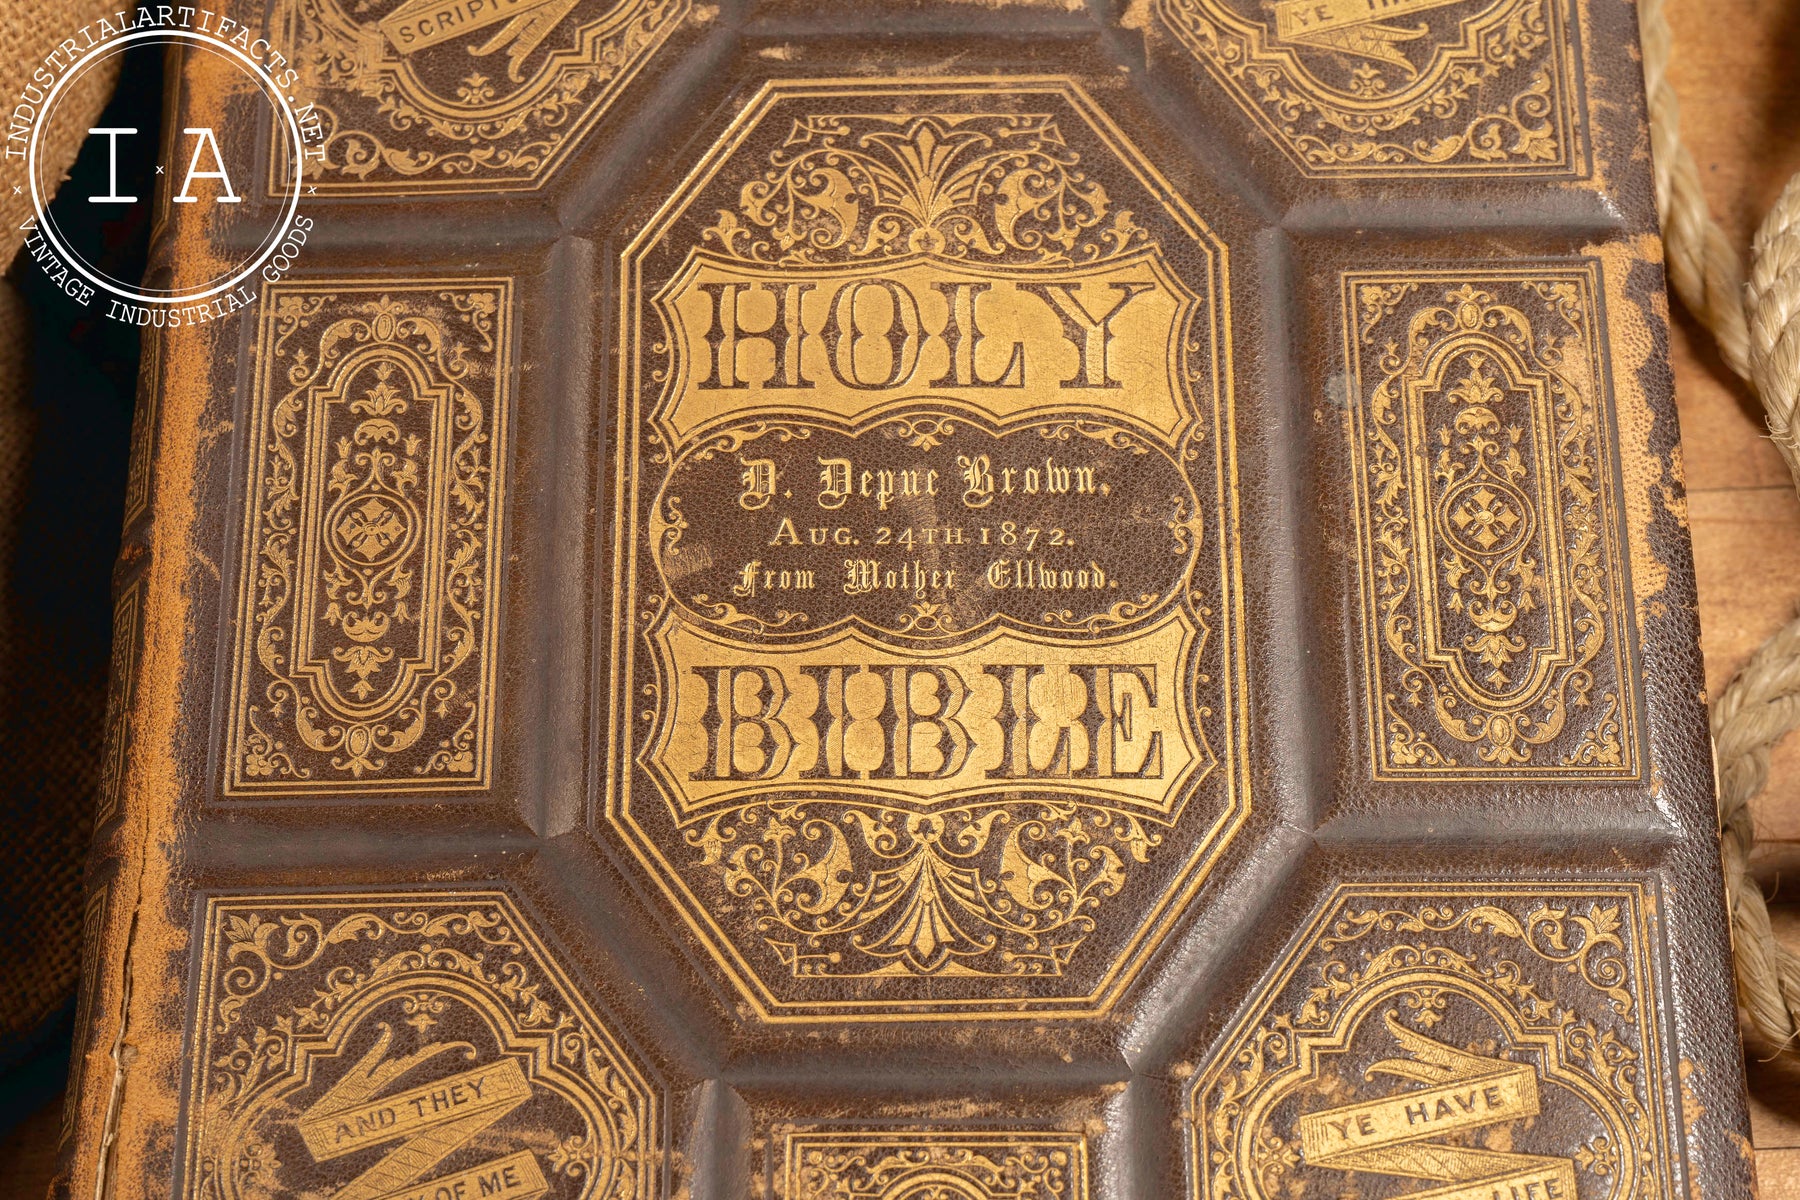 INDUSTRIALARTIFACTS.NET
I x A
VINTAGE INDUSTRIAL GOODS
YE
HOLY
D. Depue Brown.
AUG. 24TH 1872.
From Mother Ellwood.
BIBLE
AND THEY
OF ME
YE HAVE
LIFE